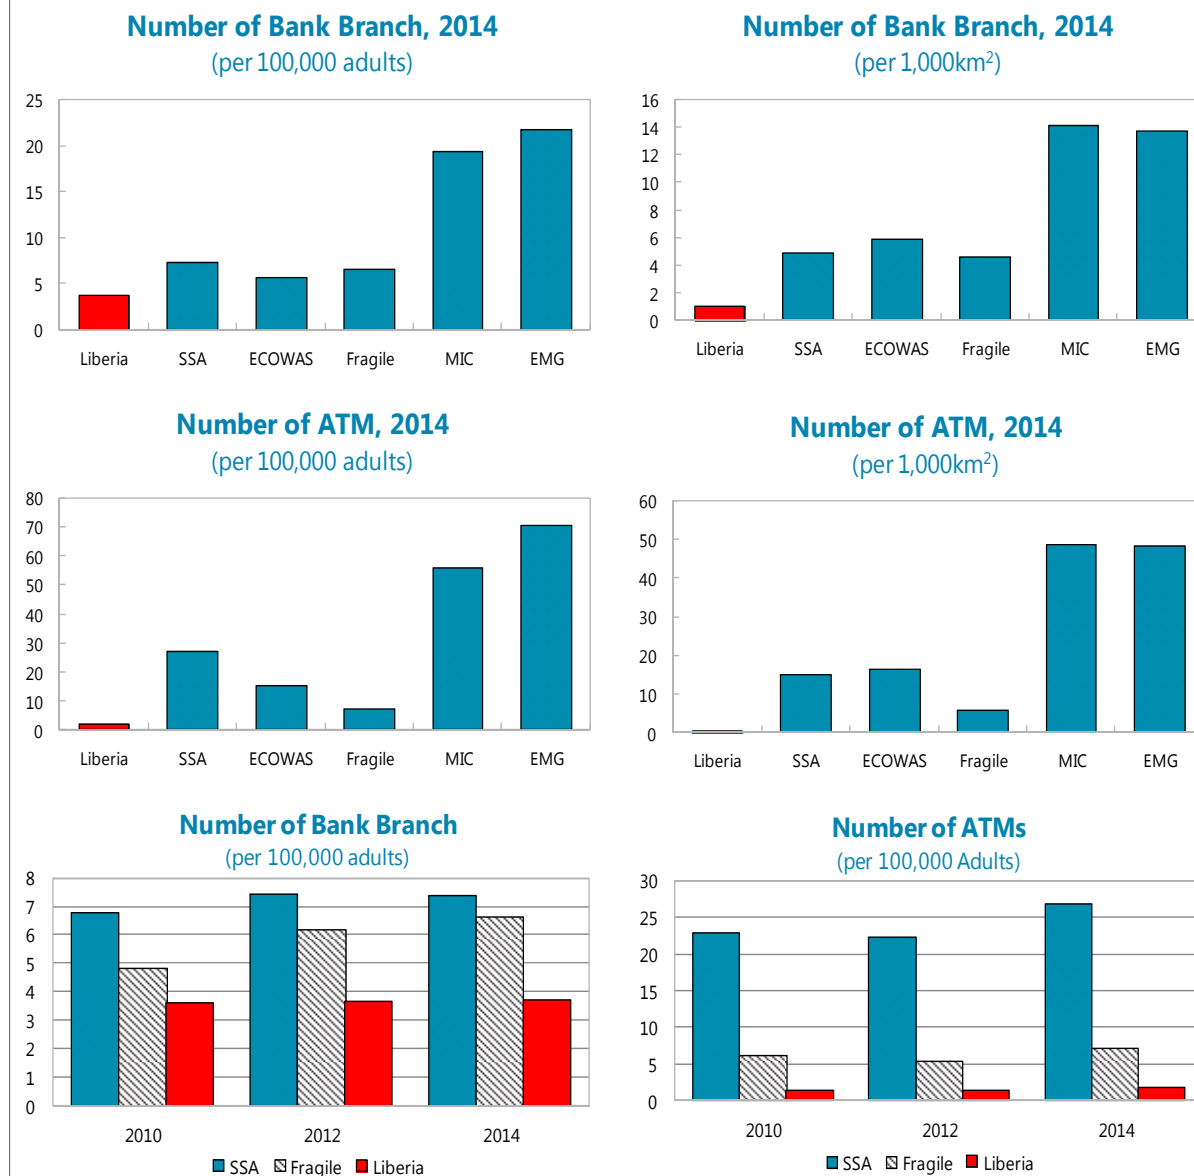 Number of Bank Branch, 2014
(per 100,000 adults)
25
20
15
10
5
0
Liberia SSA ECOWAS Fragile MIC EMG
Number of Bank Branch, 2014
(per 1,000km²)
16
14
12
10
8
6
4
2
0
Liberia SSA ECOWAS Fragile MIC EMG
Number of ATM, 2014
(per 100,000 adults)
80
70
60
50
40
30
20
10
0
Liberia SSA ECOWAS Fragile MIC EMG
Number of ATM, 2014
(per 1,000km²)
60
50
40
30
20
10
0
Liberia SSA ECOWAS Fragile MIC EMG
Number of Bank Branch
(per 100,000 adults)
8
7
6
5
4
3
2
1
0
2010 2012 2014
SSA Fragile Liberia
Number of ATMs
(per 100,000 Adults)
30
25
20
15
10
5
0
2010 2012 2014
SSA Fragile Liberia